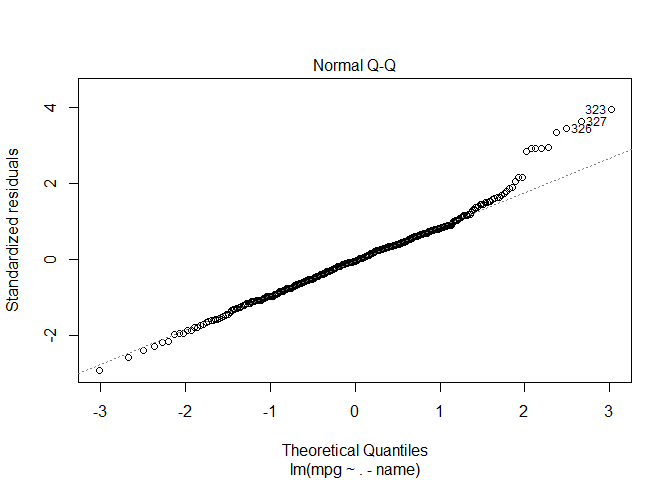 Normal Q-Q
Standardized residuals
4
2
0
-2
323
327
326
-3 -2 -1 0 1 2 3
Theoretical Quantiles
lm(mpg ~ . - name)